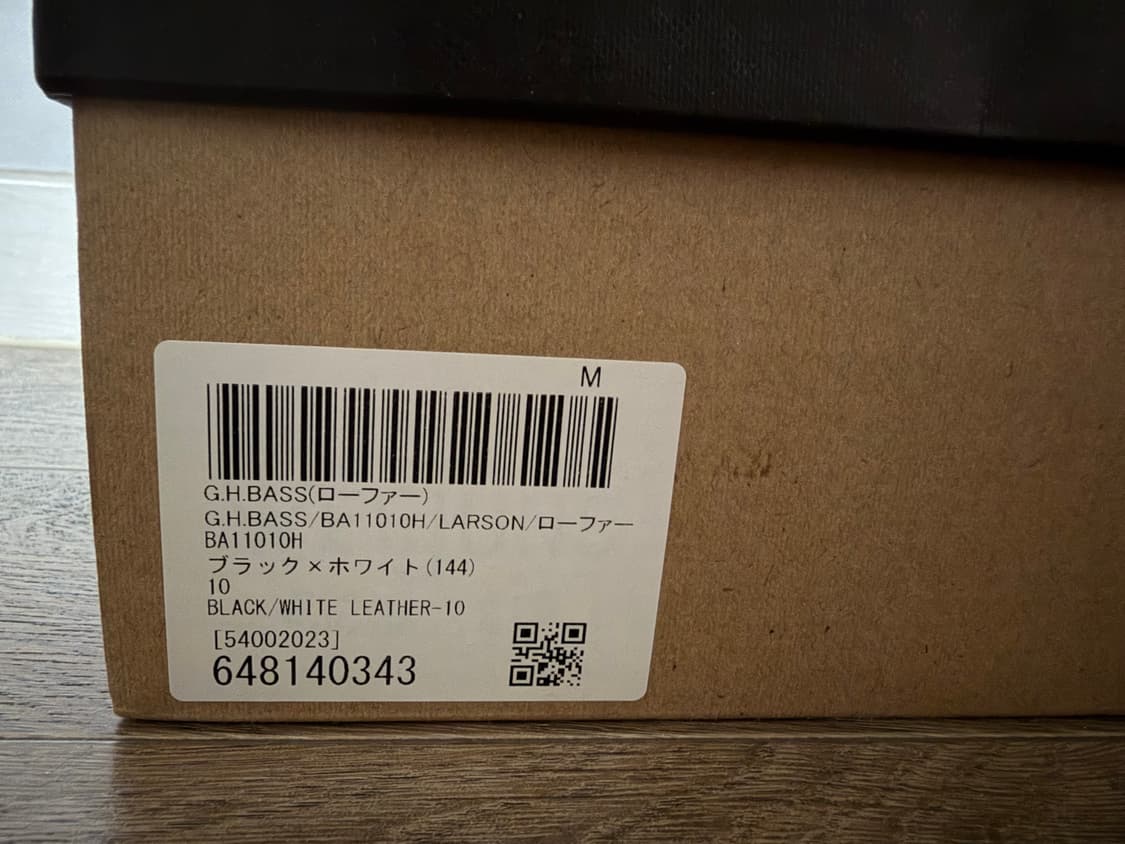 M
G.H.BASS(ローファー)
G.H.BASS/BA11010H/LARSON/ローファー
BA11010H
ブラック×ホワイト(144)
10
BLACK/WHITE LEATHER-10
[54002023]
648140343